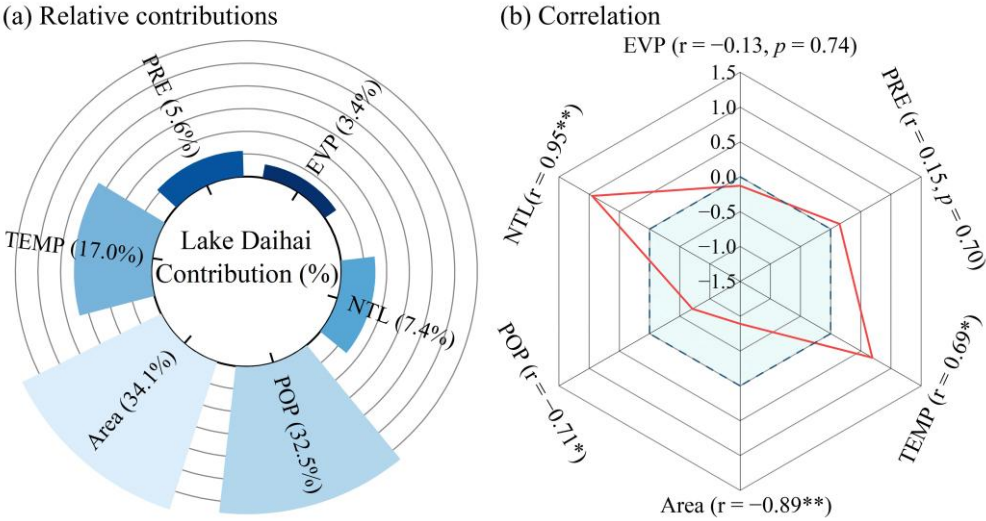 (a) Relative contributions
PRE (5.6%)
EVP (3.4%)
TEMP (17.0%)
Lake Daihai
Contribution (%)
NTL (7.4%)
Area (34.1%)
POP (32.5%)
(b) Correlation
EVP (r = −0.13, p = 0.74)
PRE (r = 0.15, p = 0.70)
NTL(r = 0.95**)
1.5
1.0
0.5
0.0
−0.5
−1.0
−1.5
POP (r = −0.71*)
TEMP (r = 0.69*)
Area (r = −0.89**)